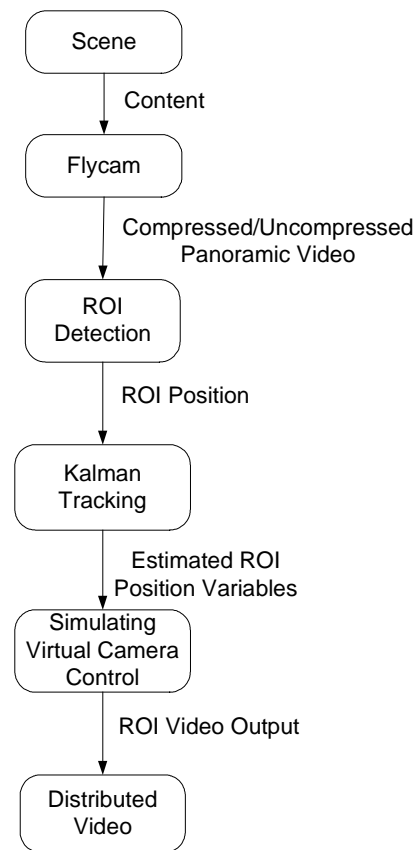 Scene
Content
Flycam
Compressed/Uncompressed
Panoramic Video
ROI
Detection
ROI Position
Kalman
Tracking
Estimated ROI
Position Variables
Simulating
Virtual Camera
Control
ROI Video Output
Distributed
Video